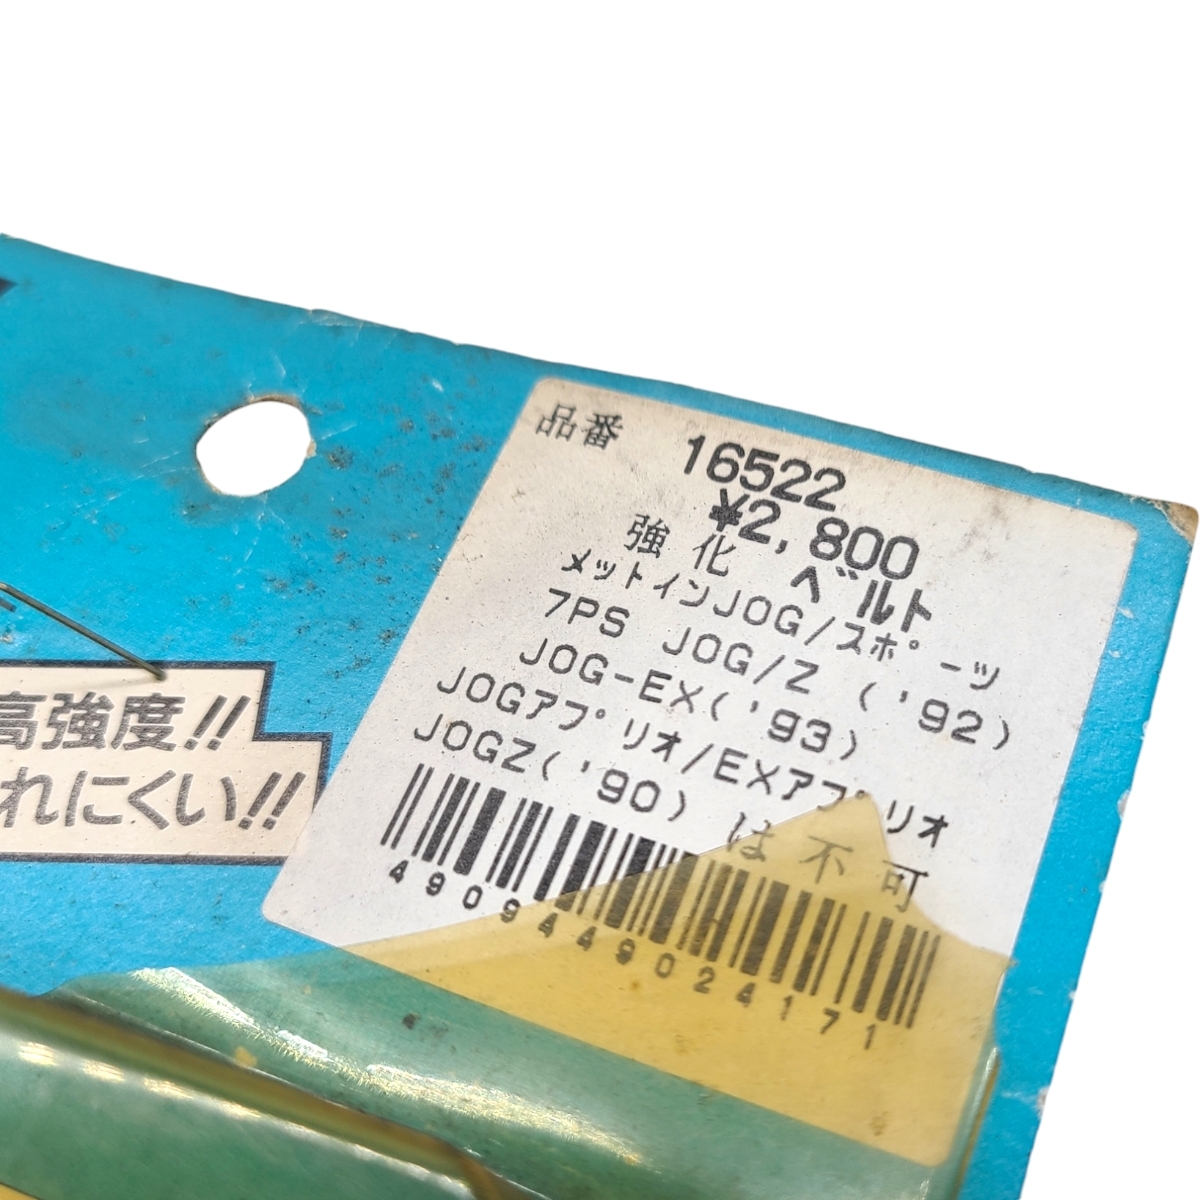 品番 16522
¥2,800
強化 ベルト
メットインJOG/スポーツ
7PS JOG/Z ('92)
JOG-EX('93)
JOGアプリオ/EXアプリオ
JOGZ('90) は不可
4909449024171
高強度!!
れにくい!!